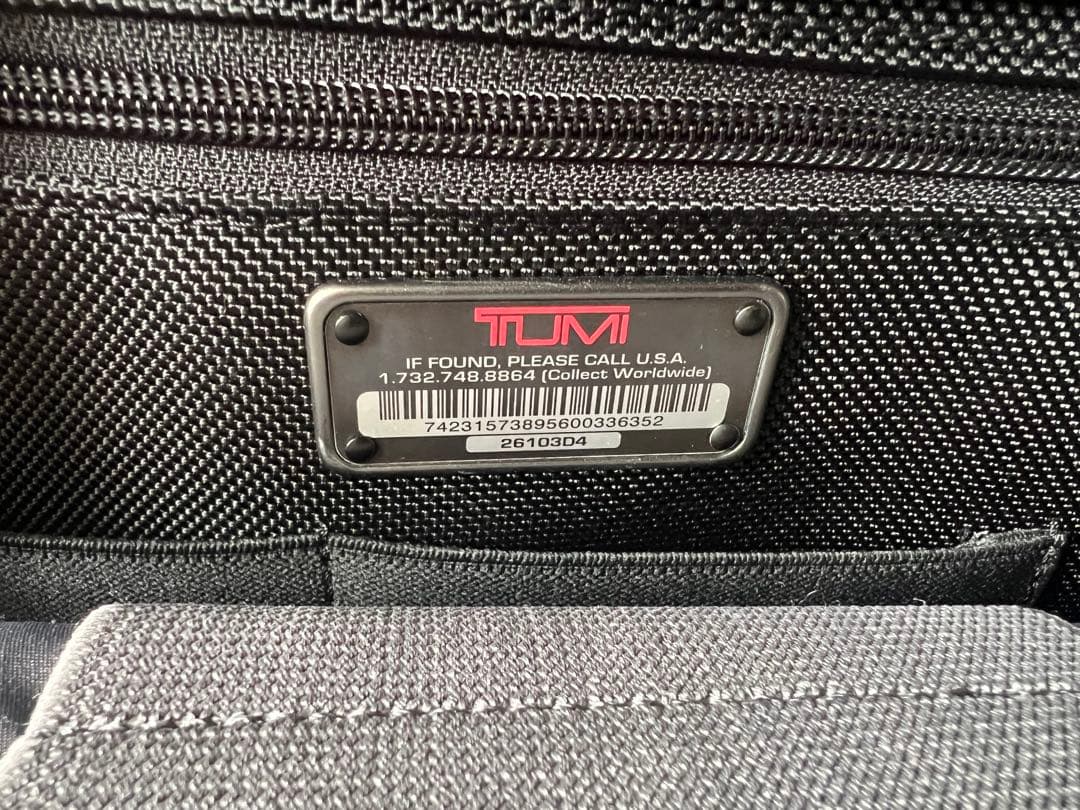 TUMI
IF FOUND, PLEASE CALL U.S.A.
1.732.748.8864 (Collect Worldwide)
74231573895600336352
26103D4